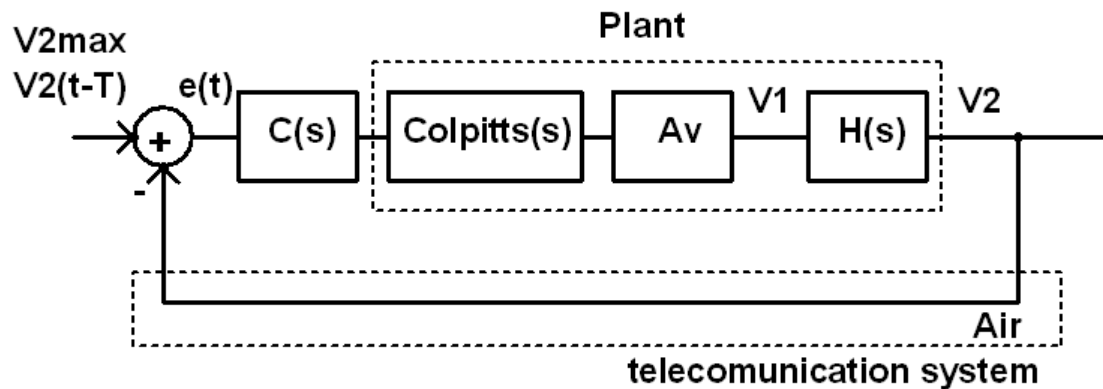 Plant
V2max
V2(t-T)
e(t)
V1
V2
+
C(s)
Colpitts(s)
Av
H(s)
-
Air
telecomunication system